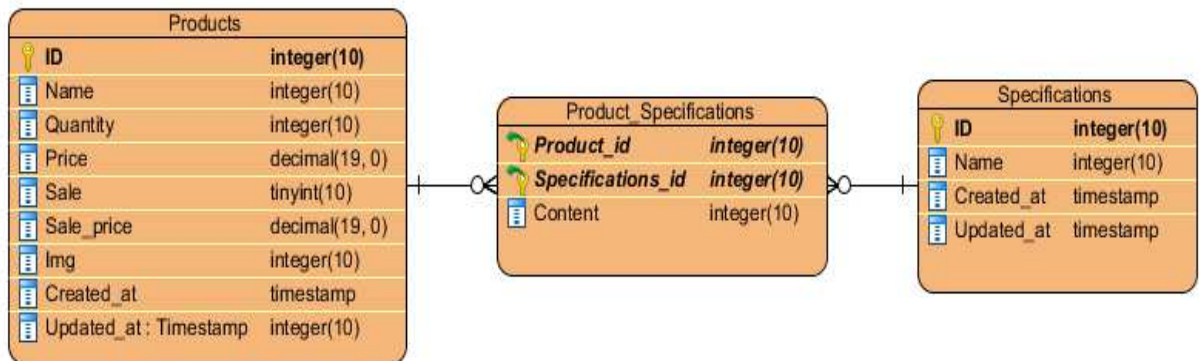 Products
ID integer(10)
Name integer(10)
Quantity integer(10)
Price decimal(19, 0)
Sale tinyint(10)
Sale_price decimal(19, 0)
Img integer(10)
Created_at timestamp
Updated_at : Timestamp integer(10)
Product_Specifications
Product_id integer(10)
Specifications_id integer(10)
Content integer(10)
Specifications
ID integer(10)
Name integer(10)
Created_at timestamp
Updated_at timestamp